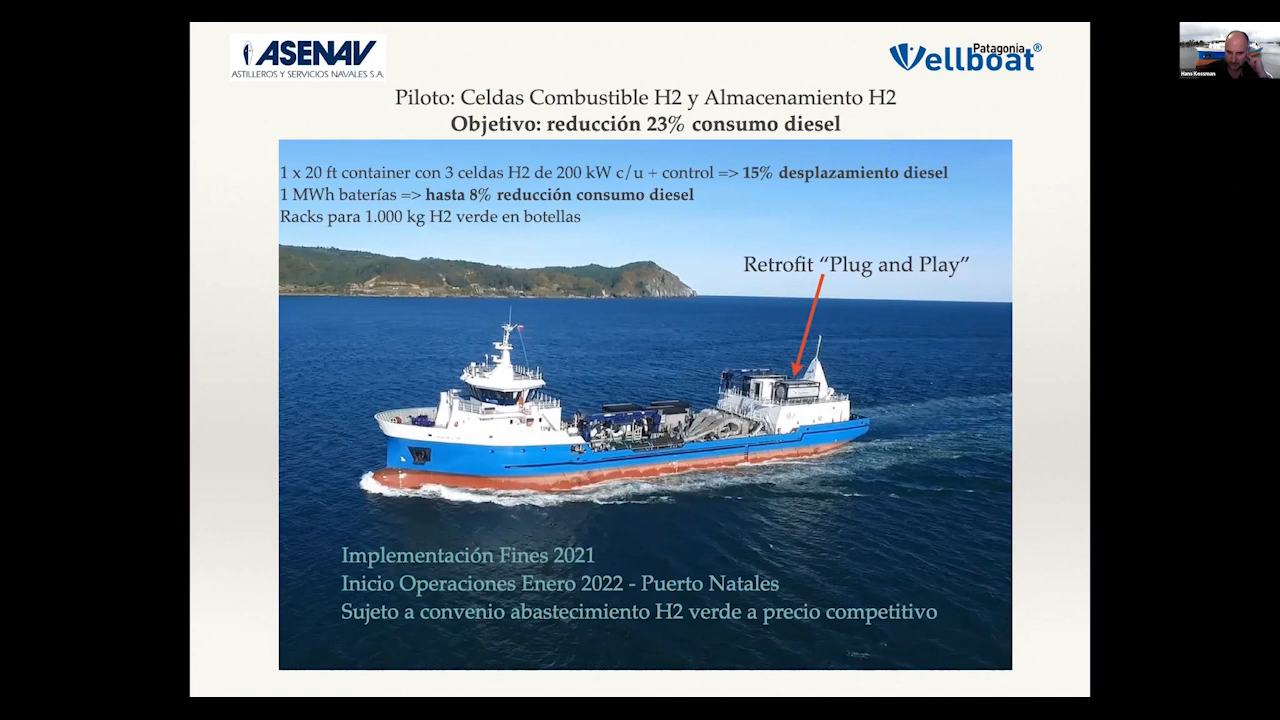 ASENAV
ASTILLEROS Y SERVICIOS NAVALES S.A.
Patagonia
Wellboat®
Hans Kossmann
Piloto: Celdas Combustible H2 y Almacenamiento H2
Objetivo: reducción 23% consumo diesel
1 x 20 ft container con 3 celdas H2 de 200 kW c/u + control => 15% desplazamiento diesel
1 MWh baterías => hasta 8% reducción consumo diesel
Racks para 1.000 kg H2 verde en botellas
Retrofit “Plug and Play”
Implementación Fines 2021
Inicio Operaciones Enero 2022 - Puerto Natales
Sujeto a convenio abastecimiento H2 verde a precio competitivo